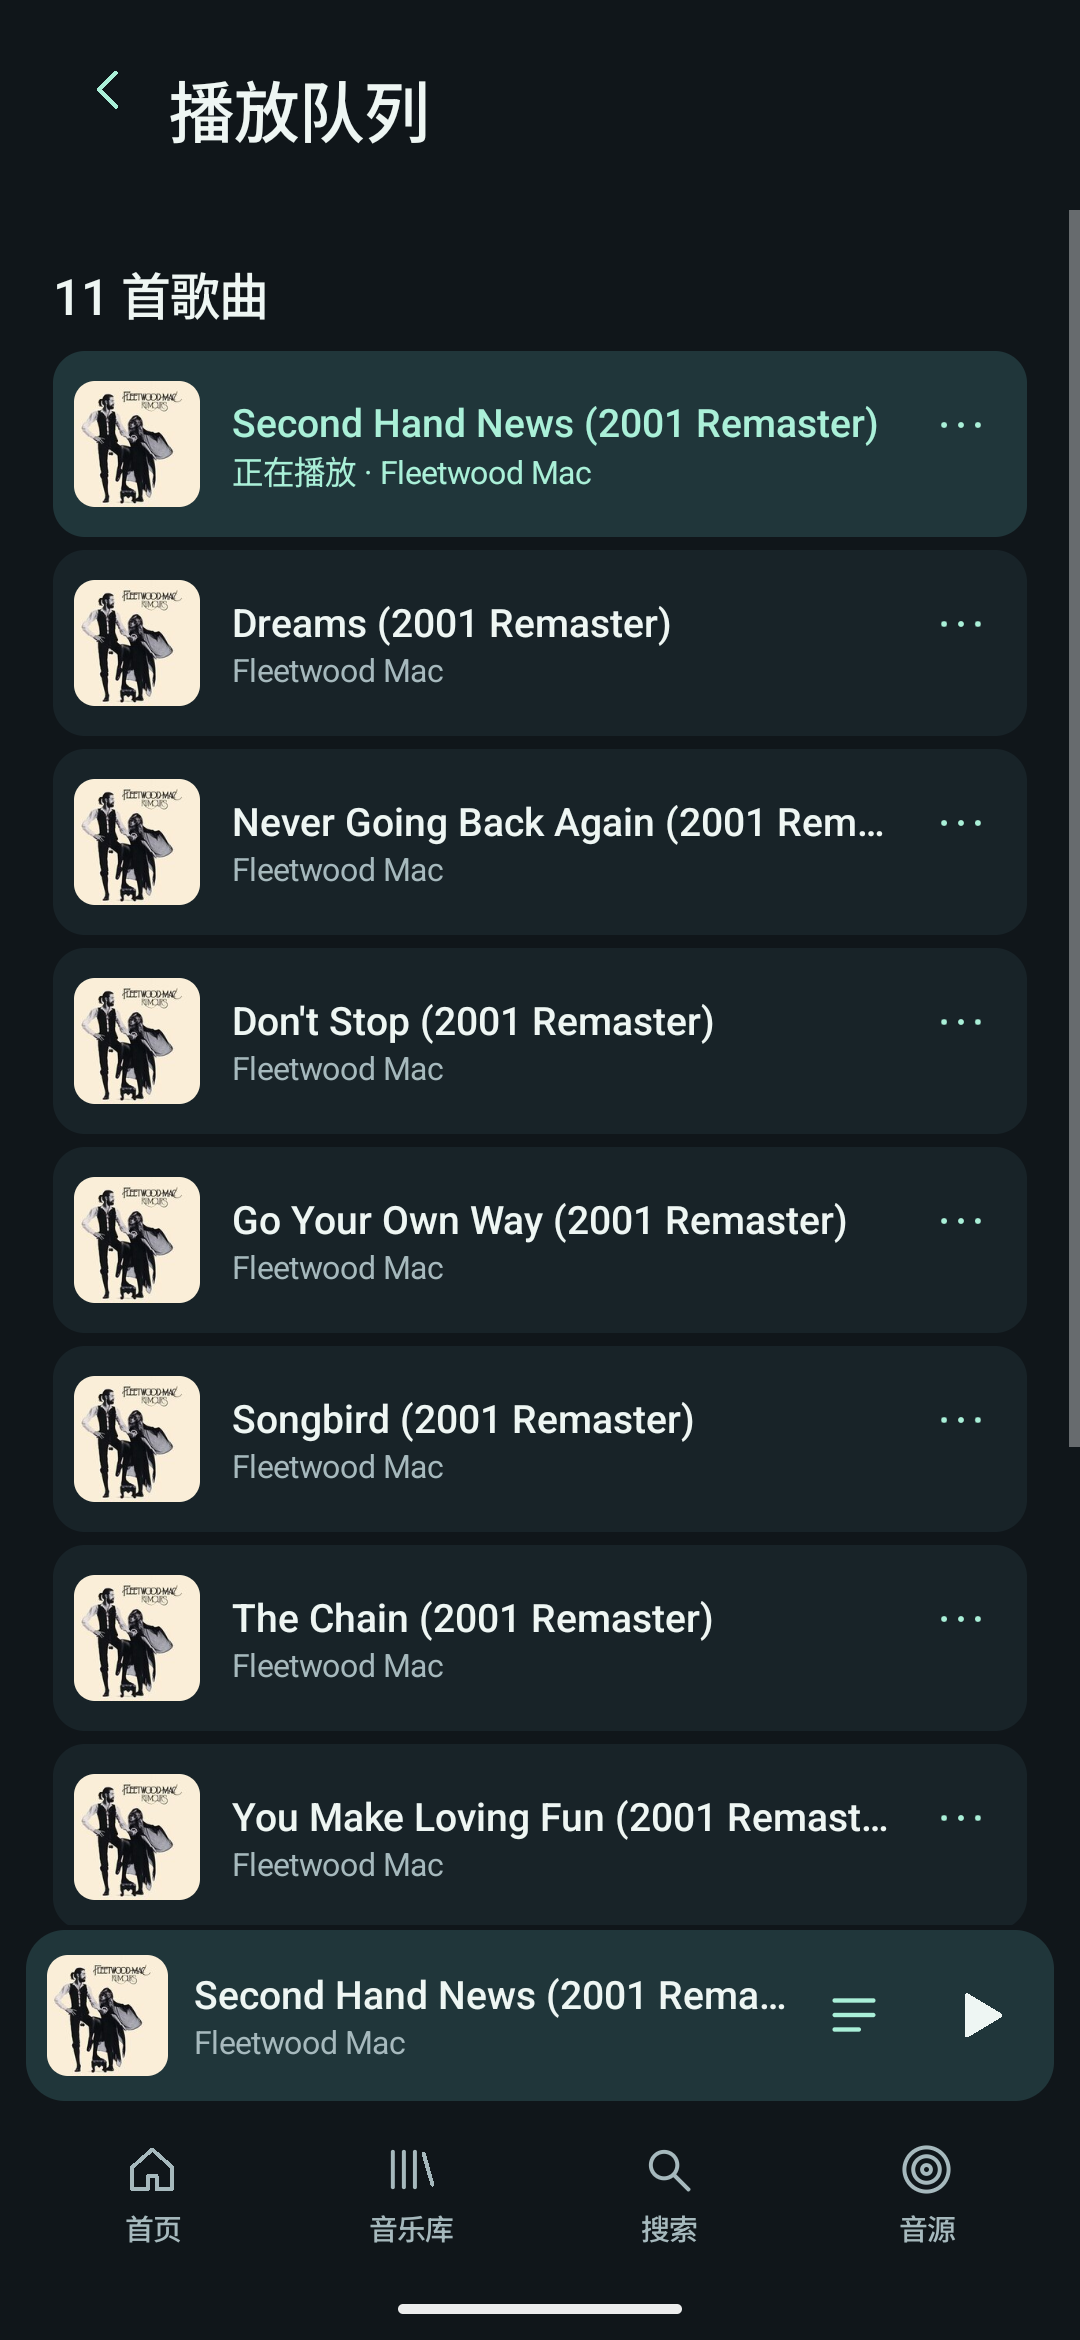 播放队列
11 首歌曲
Second Hand News (2001 Remaster)
正在播放 · Fleetwood Mac
Dreams (2001 Remaster)
Fleetwood Mac
Never Going Back Again (2001 Rem...
Fleetwood Mac
Don't Stop (2001 Remaster)
Fleetwood Mac
Go Your Own Way (2001 Remaster)
Fleetwood Mac
Songbird (2001 Remaster)
Fleetwood Mac
The Chain (2001 Remaster)
Fleetwood Mac
You Make Loving Fun (2001 Remast...
Fleetwood Mac
Second Hand News (2001 Rema...
Fleetwood Mac
首页
音乐库
搜索
音源